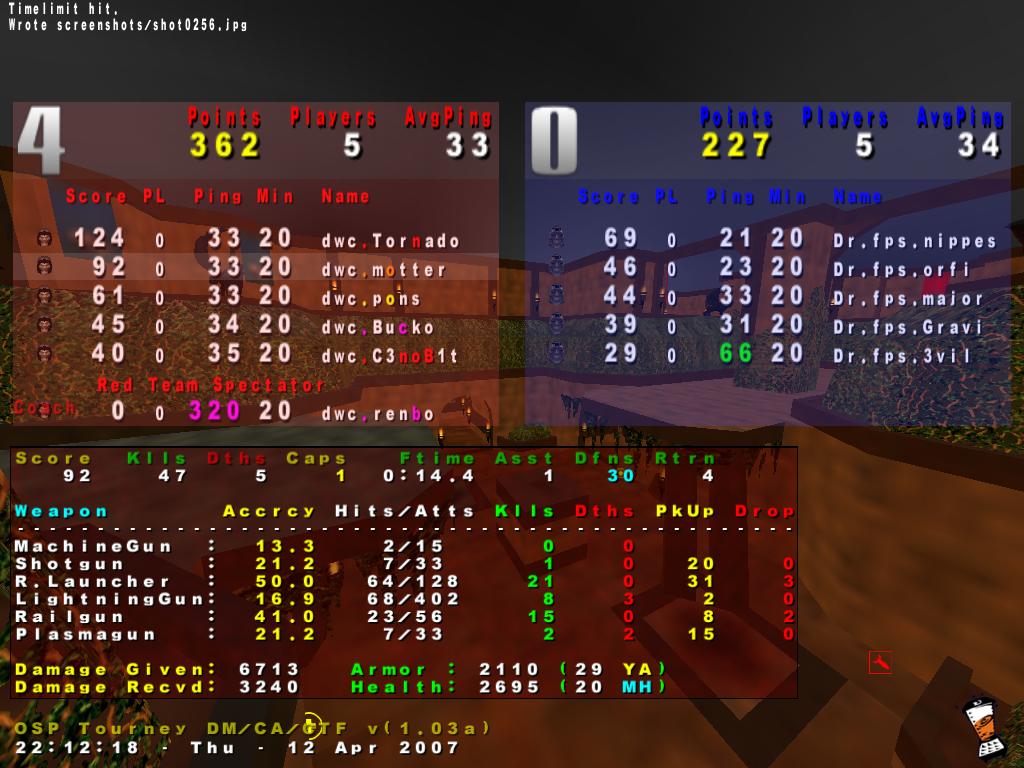 Timelimit hit.
Wrote screenshots/shot0256.jpg
4 Points Players AvgPing
362 5 33
Score PL Ping Min Name
124 0 33 20 dwc.Tornado
92 0 33 20 dwc.motter
61 0 33 20 dwc.pons
45 0 34 20 dwc.Bucko
40 0 35 20 dwc.C3noB1t
Red Team Spectator
Coach 0 0 320 20 dwc.renbo
0 Points Players AvgPing
227 5 34
Score PL Ping Min Name
69 0 21 20 Dr.fps.nippes
46 0 23 20 Dr.fps.orfi
44 0 33 20 Dr.fps.major
39 0 31 20 Dr.fps.Gravi
29 0 66 20 Dr.fps.3vil
Score Klls Dths Caps Ftime Asst Dfns Rtrn
92 47 5 1 0:14.4 1 30 4
Weapon Accrcy Hits/Atts Klls Dths PkUp Drop
MachineGun : 13.3 2/15 0 0
Shotgun : 21.2 7/33 1 0 20 0
R.Launcher : 50.0 64/128 21 0 31 3
LightningGun: 16.9 68/402 8 3 2 0
Railgun : 41.0 23/56 15 0 8 2
Plasmagun : 21.2 7/33 2 2 15 0
Damage Given: 6713 Armor : 2110 (29 YA)
Damage Recvd: 3240 Health: 2695 (20 MH)
OSP Tourney DM/CA/CTF v(1.03a)
22:12:18 - Thu - 12 Apr 2007